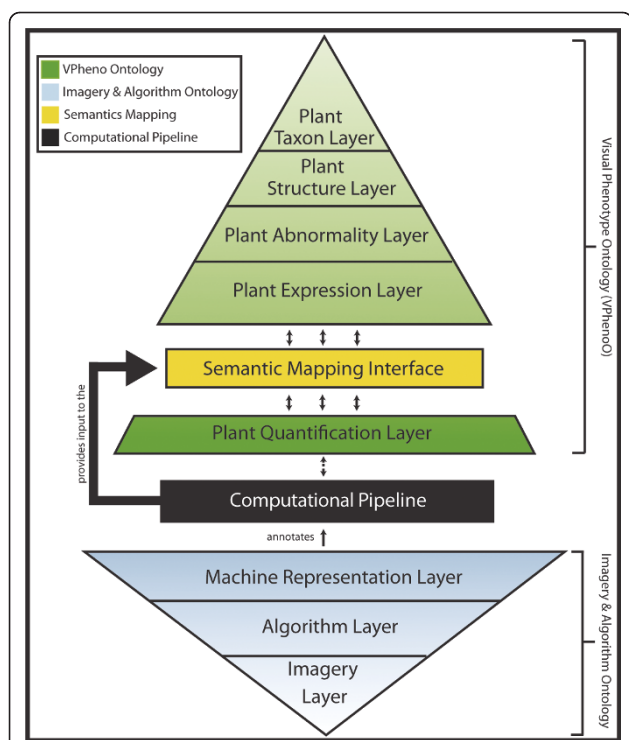 VPheno Ontology
Imagery & Algorithm Ontology
Semantics Mapping
Computational Pipeline
Plant
Taxon Layer
Plant
Structure Layer
Plant Abnormality Layer
Plant Expression Layer
Semantic Mapping Interface
Plant Quantification Layer
Computational Pipeline
provides input to the
annotates
Machine Representation Layer
Algorithm Layer
Imagery
Layer
Visual Phenotype Ontology (VPhenoO)
Imagery & Algorithm Ontology